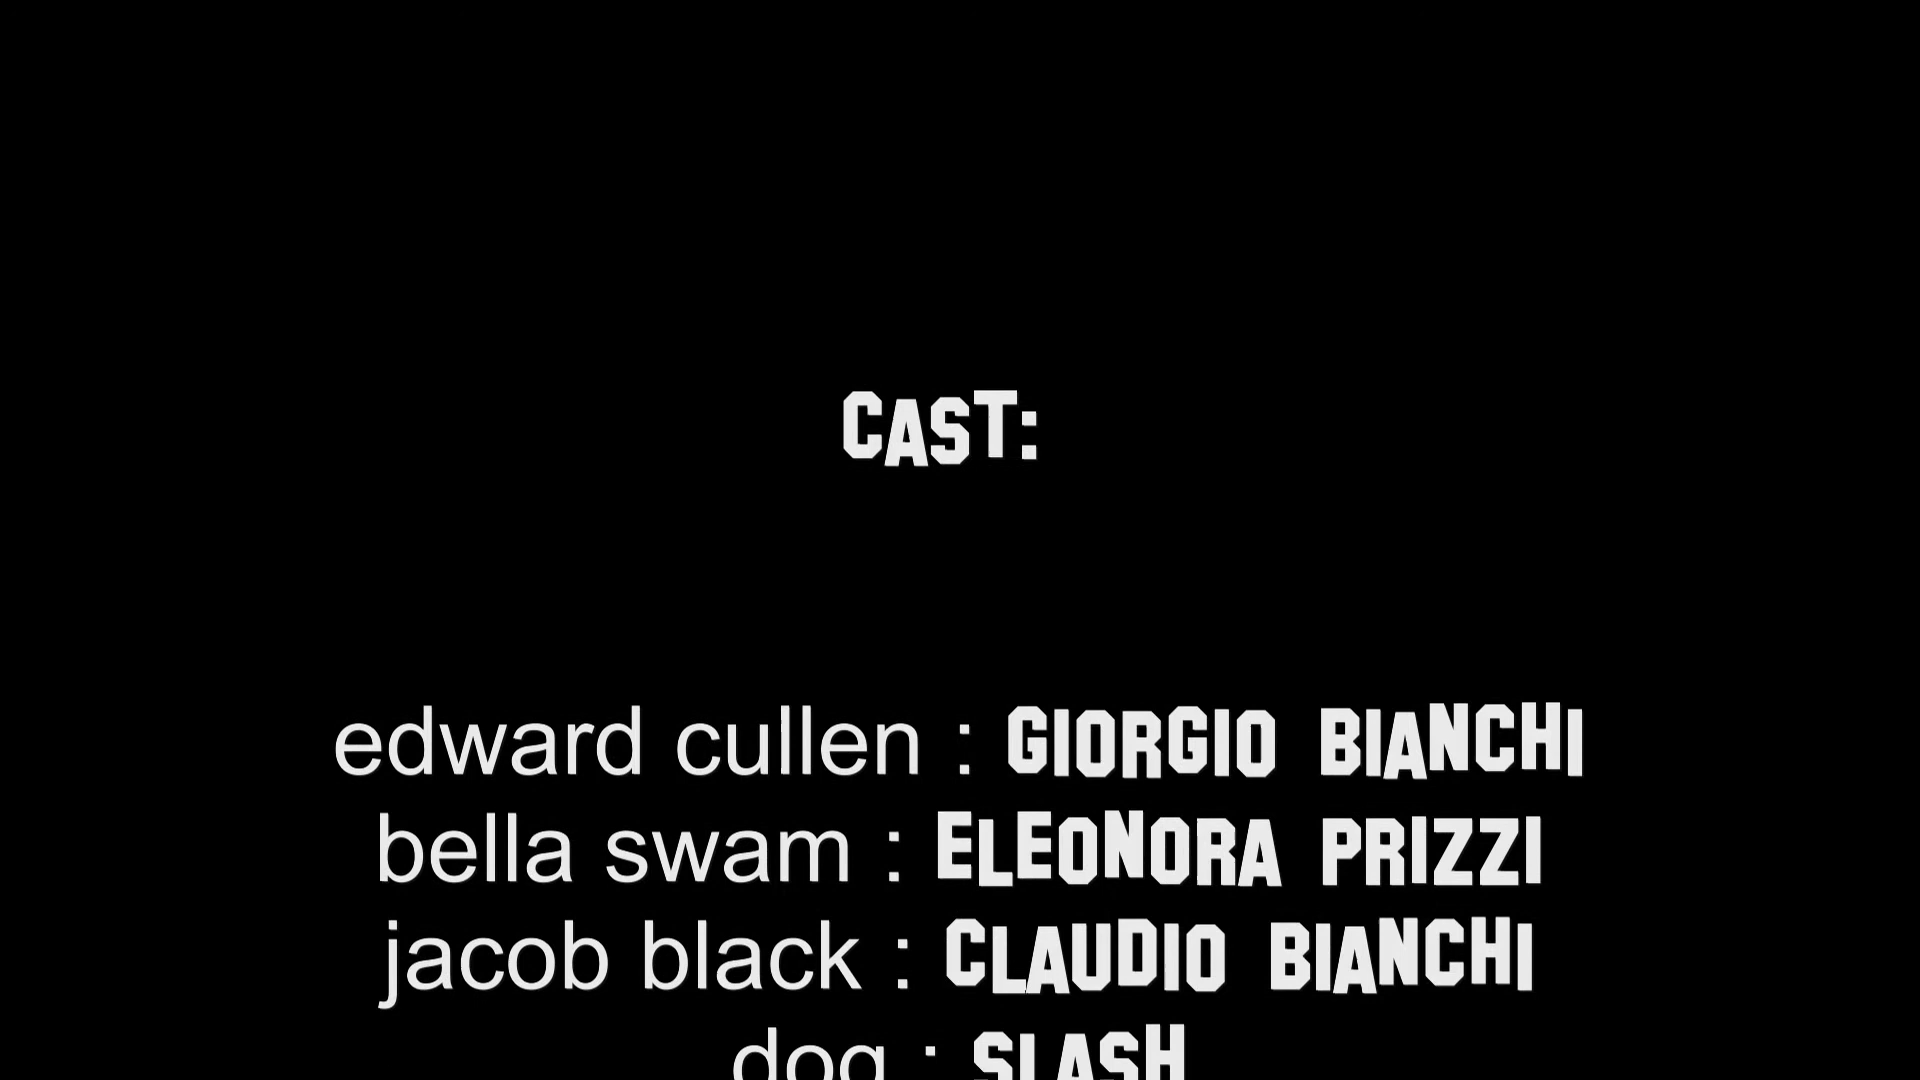 CAST:
edward cullen : GIORGIO BIANCHI
bella swam : ELEONORA PRIZZI
jacob black : CLAUDIO BIANCHI
dog : SLASH